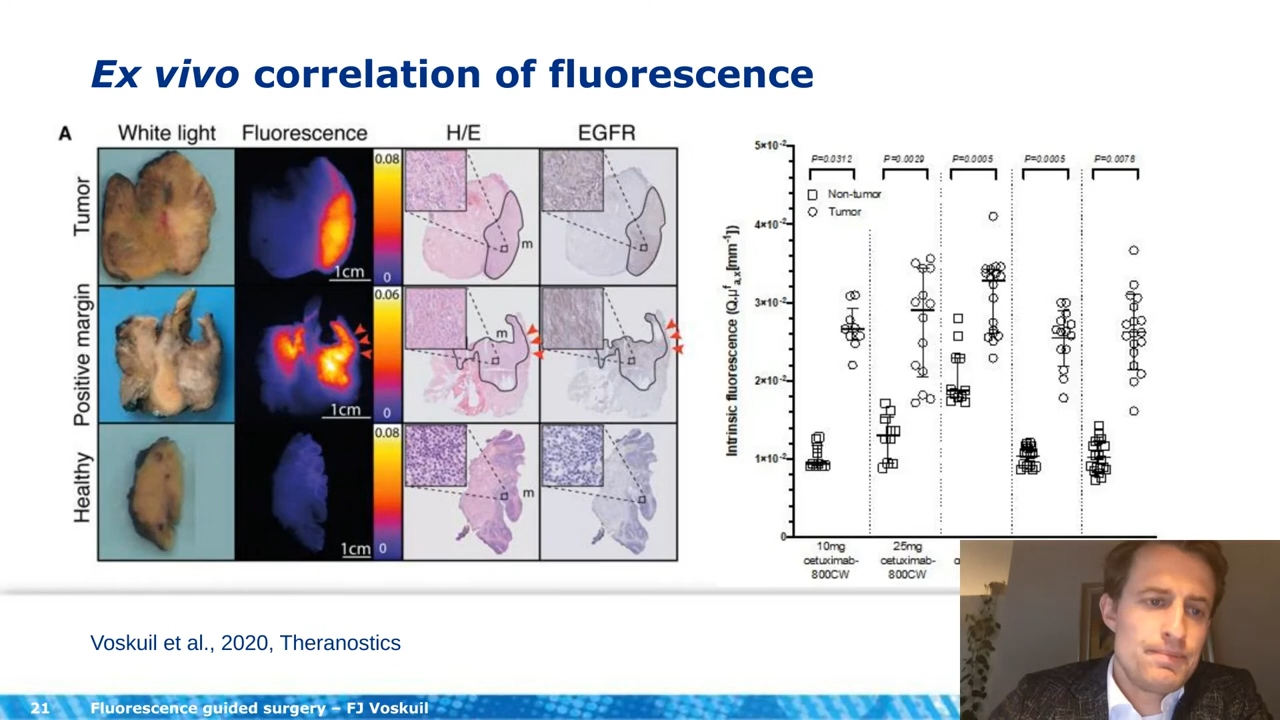 Ex vivo correlation of fluorescence
A
White light
Fluorescence
H/E
EGFR
Tumor
0.08
0
1cm
m
Positive margin
0.06
0
1cm
m
Healthy
0.08
0
1cm
m
Intrinsic fluorescence (Q.μᶠa,x[mm⁻¹])
5×10⁻²
4×10⁻²
3×10⁻²
2×10⁻²
1×10⁻²
0
P=0.0312
P=0.0029
P=0.0005
P=0.0005
P=0.0078
Non-tumor
Tumor
10mg
cetuximab-
800CW
25mg
cetuximab-
800CW
Voskuil et al., 2020, Theranostics
21
Fluorescence guided surgery – FJ Voskuil